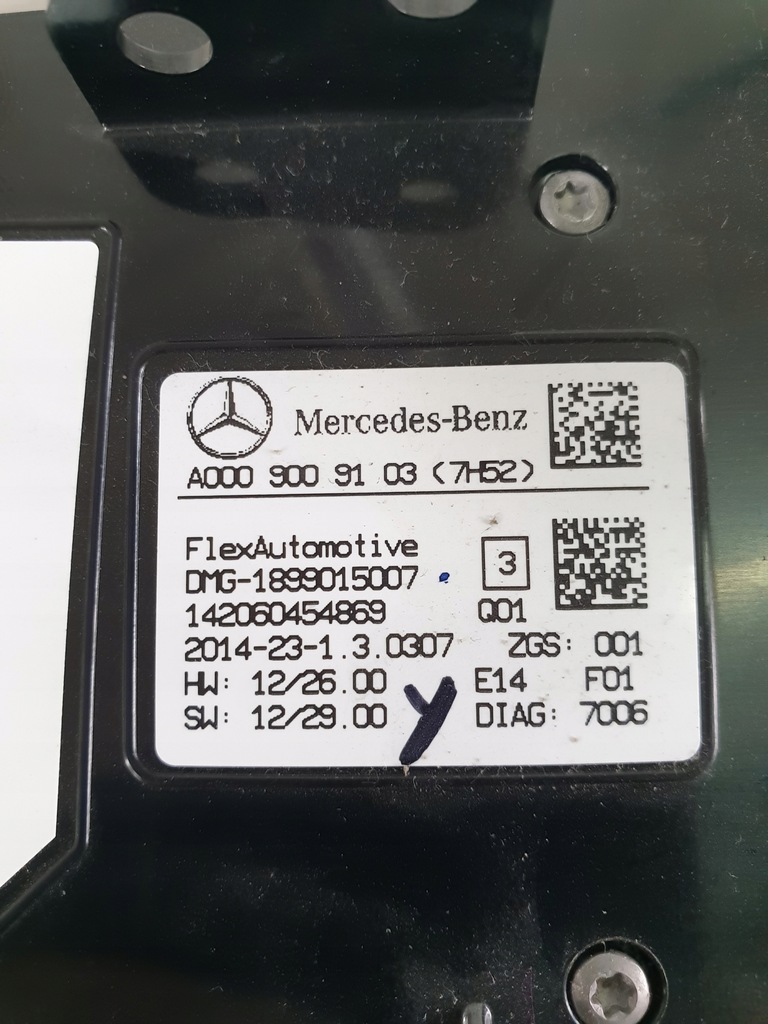 Mercedes-Benz
A000 900 91 03 (7H52)
FlexAutomotive
DMG-1899015007 3
142060454869 Q01
2014-23-1.3.0307 ZGS: 001
HW: 12/26.00 E14 F01
SW: 12/29.00 DIAG: 7006